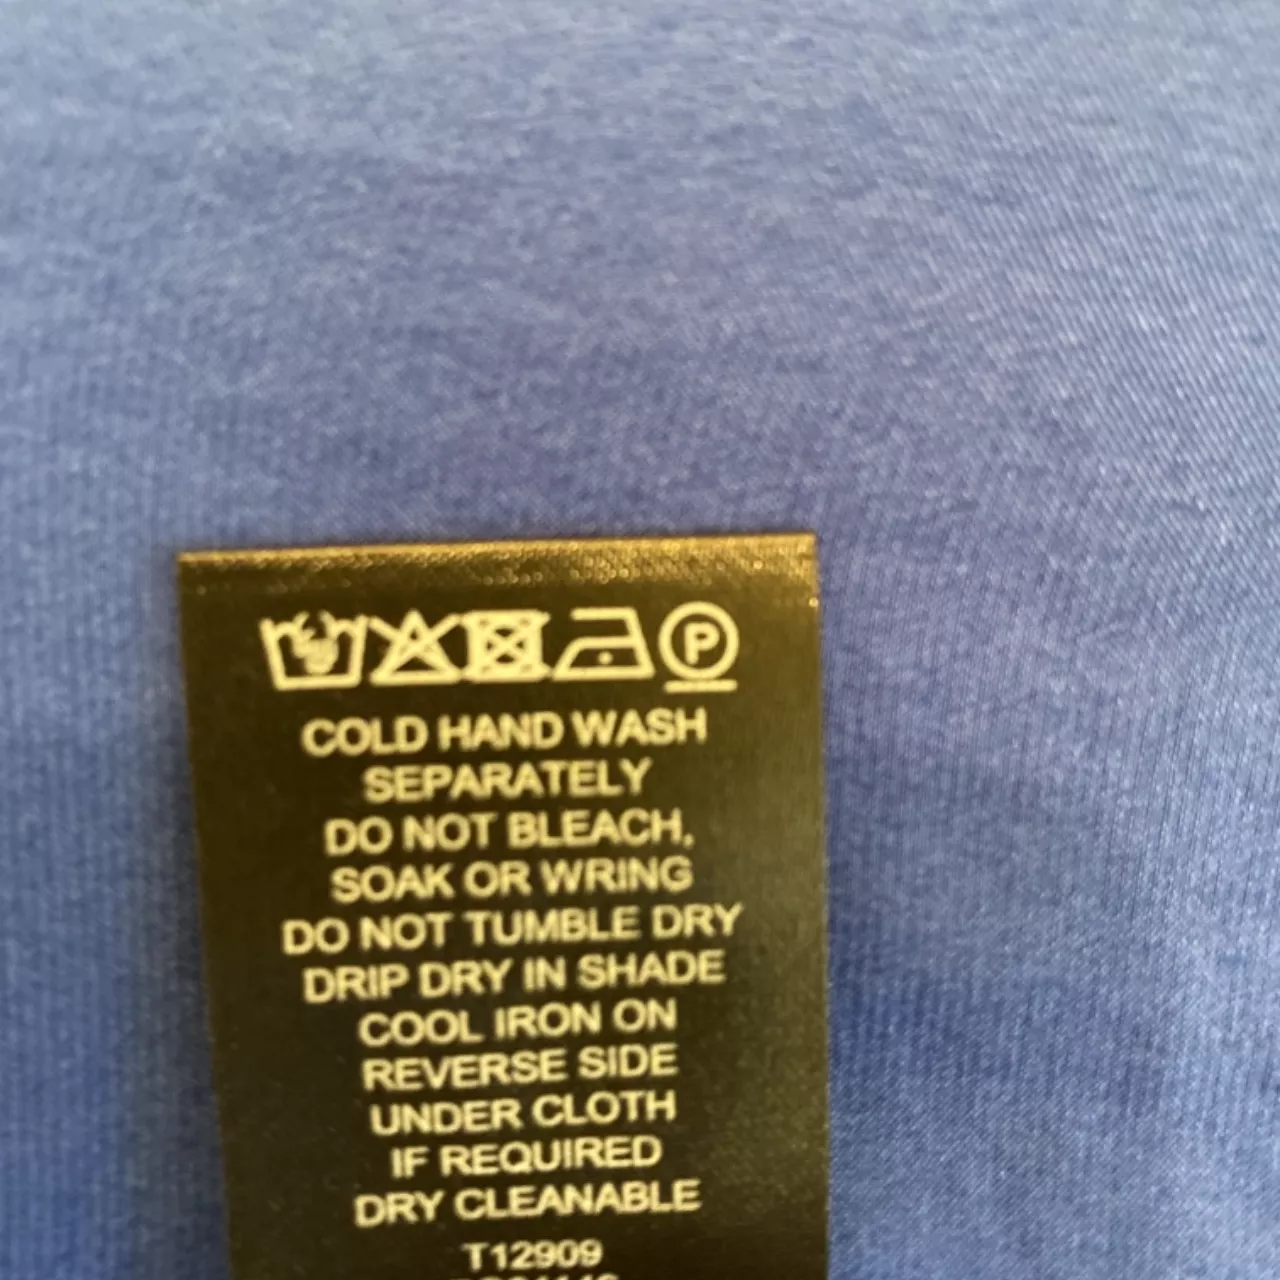 P
COLD HAND WASH
SEPARATELY
DO NOT BLEACH,
SOAK OR WRING
DO NOT TUMBLE DRY
DRIP DRY IN SHADE
COOL IRON ON
REVERSE SIDE
UNDER CLOTH
IF REQUIRED
DRY CLEANABLE
T12909